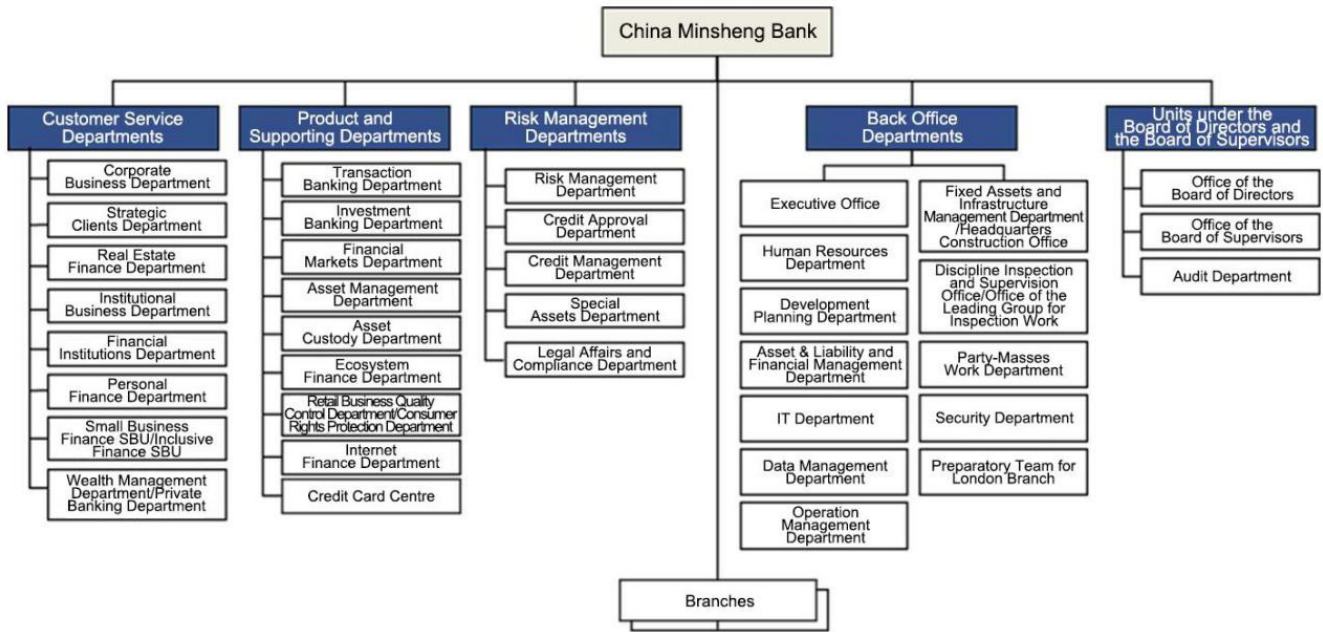 China Minsheng Bank
Customer Service
Departments
Corporate
Business Department
Strategic
Clients Department
Real Estate
Finance Department
Institutional
Business Department
Financial
Institutions Department
Personal
Finance Department
Small Business
Finance SBU/Inclusive
Finance SBU
Wealth Management
Department/Private
Banking Department
Product and
Supporting Departments
Transaction
Banking Department
Investment
Banking Department
Financial
Markets Department
Asset Management
Department
Asset
Custody Department
Ecosystem
Finance Department
Retail Business Quality
Control Department/Consumer
Rights Protection Department
Internet
Finance Department
Credit Card Centre
Risk Management
Departments
Risk Management
Department
Credit Approval
Department
Credit Management
Department
Special
Assets Department
Legal Affairs and
Compliance Department
Back Office
Departments
Executive Office
Human Resources
Department
Development
Planning Department
Asset & Liability and
Financial Management
Department
IT Department
Data Management
Department
Operation
Management
Department
Fixed Assets and
Infrastructure
Management Department
/Headquarters
Construction Office
Discipline Inspection
and Supervision
Office/Office of the
Leading Group for
Inspection Work
Party-Masses
Work Department
Security Department
Preparatory Team for
London Branch
Units under the
Board of Directors and
the Board of Supervisors
Office of the
Board of Directors
Office of the
Board of Supervisors
Audit Department
Branches